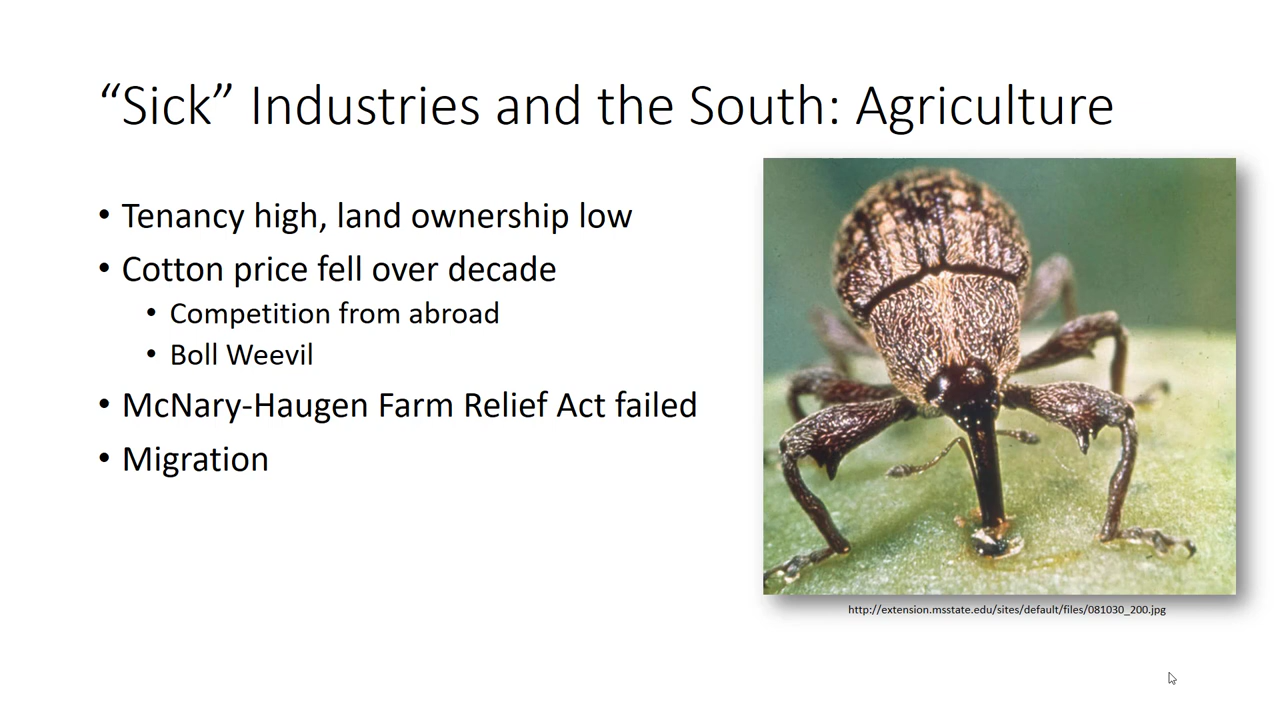 “Sick” Industries and the South: Agriculture
• Tenancy high, land ownership low
• Cotton price fell over decade
• Competition from abroad
• Boll Weevil
• McNary-Haugen Farm Relief Act failed
• Migration
http://extension.msstate.edu/sites/default/files/081030_200.jpg